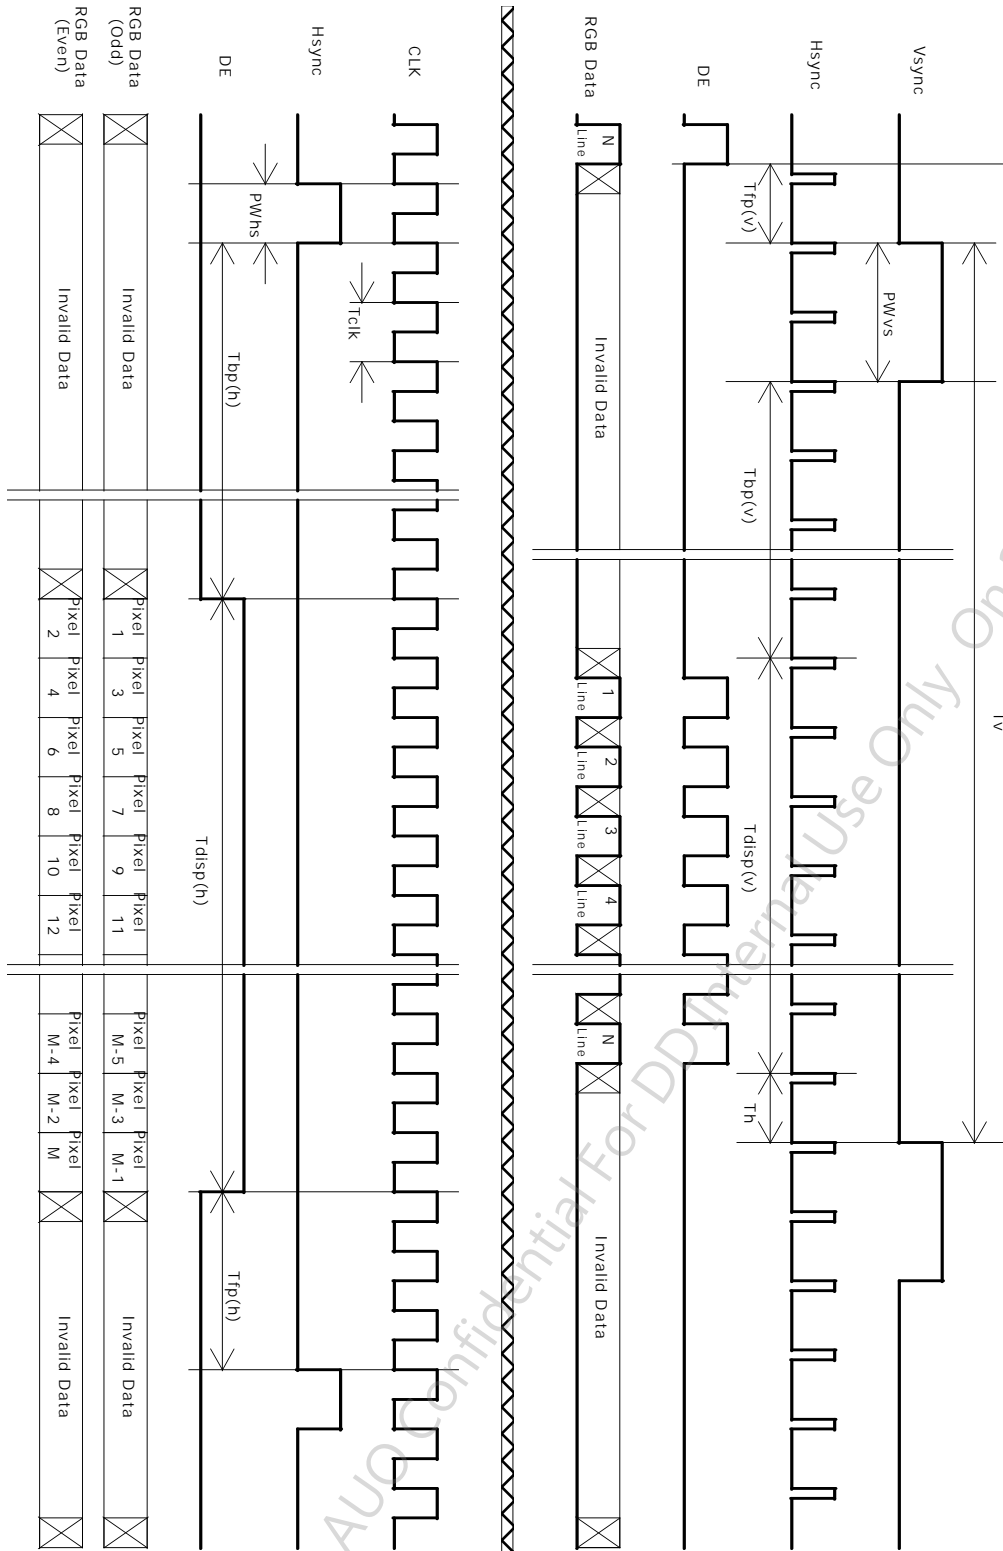 Tv
Vsync
PWvs
Hsync
Tfp(v) Tbp(v) Tdisp(v) Th
DE
RGB Data
N 1 2 3 4 N
Line Invalid Data Line Line Line Line Line Invalid Data
CLK
Tclk
Hsync
PWhs
Tbp(h) Tdisp(h) Tfp(h)
DE
RGB Data
(Odd)
Invalid Data Pixel 1 Pixel 3 Pixel 5 Pixel 7 Pixel 9 Pixel 11 Pixel M-5 Pixel M-3 Pixel M-1 Invalid Data
RGB Data
(Even)
Invalid Data Pixel 2 Pixel 4 Pixel 6 Pixel 8 Pixel 10 Pixel 12 Pixel M-4 Pixel M-2 Pixel M Invalid Data
AUO Confidential For DD Internal Use Only On